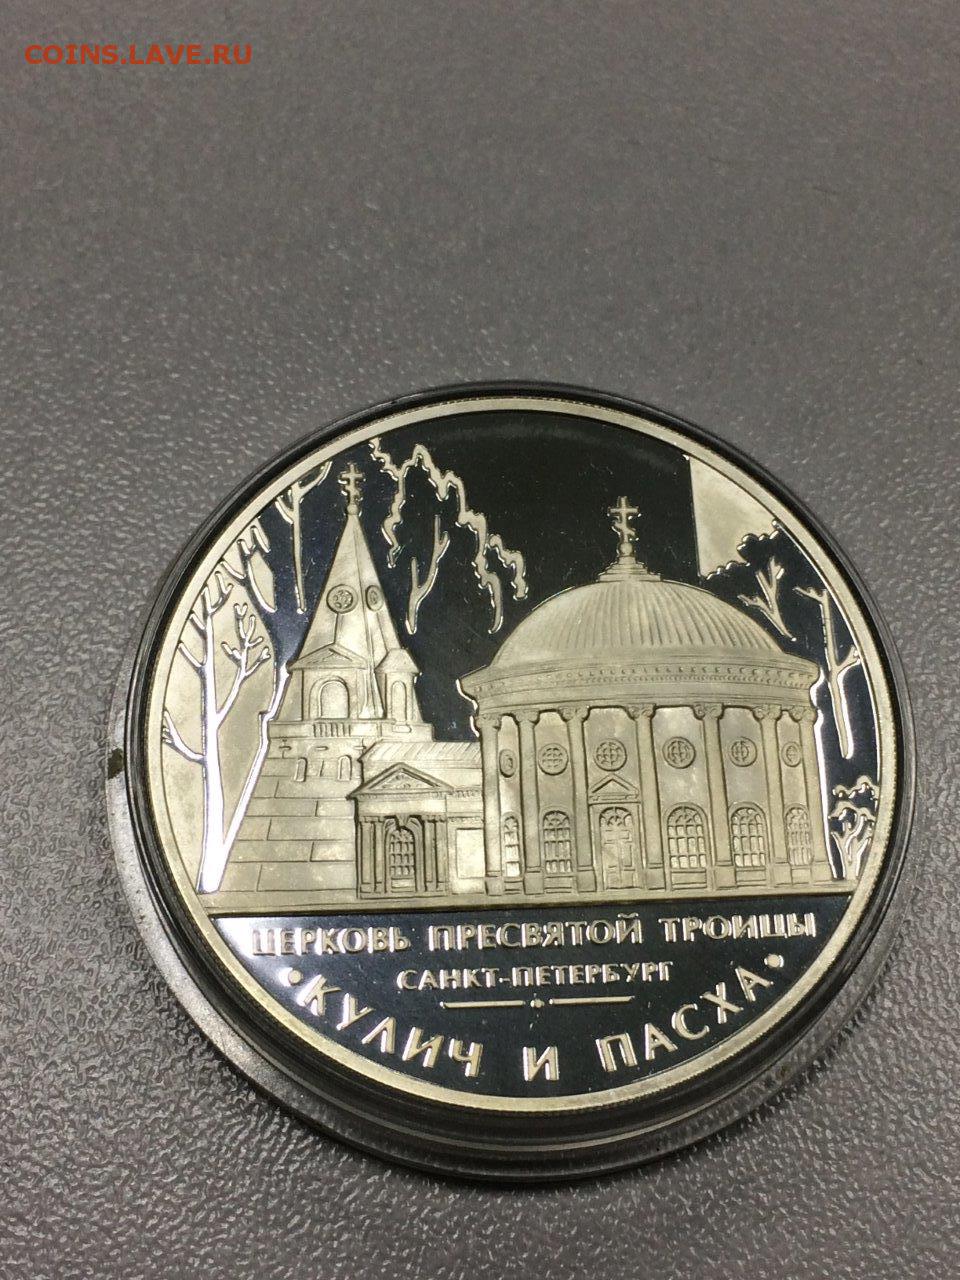 COINS.LAVE.RU
ЦЕРКОВЬ ПРЕСВЯТОЙ ТРОИЦЫ
САНКТ-ПЕТЕРБУРГ
•КУЛИЧ И ПАСХА•